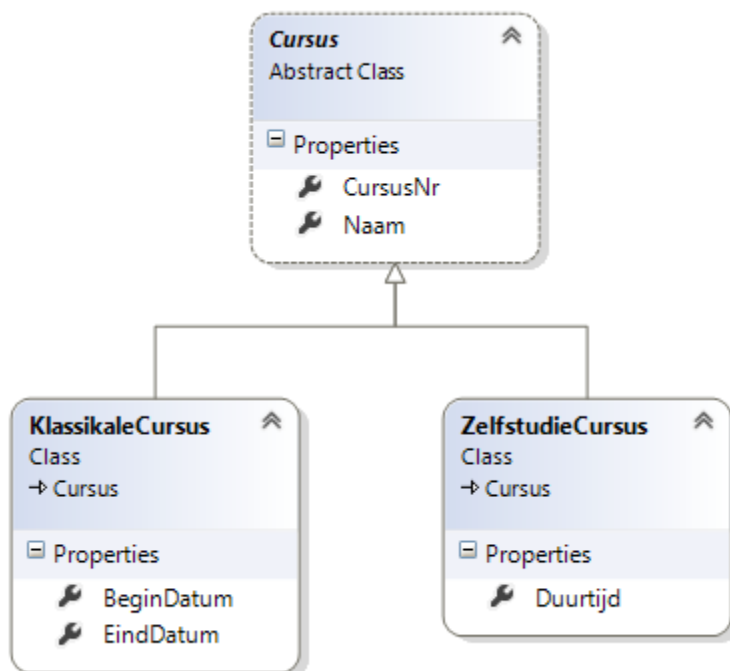 Cursus
Abstract Class
Properties
CursusNr
Naam
KlassikaleCursus
Class
Cursus
Properties
BeginDatum
EindDatum
ZelfstudieCursus
Class
Cursus
Properties
Duurtijd